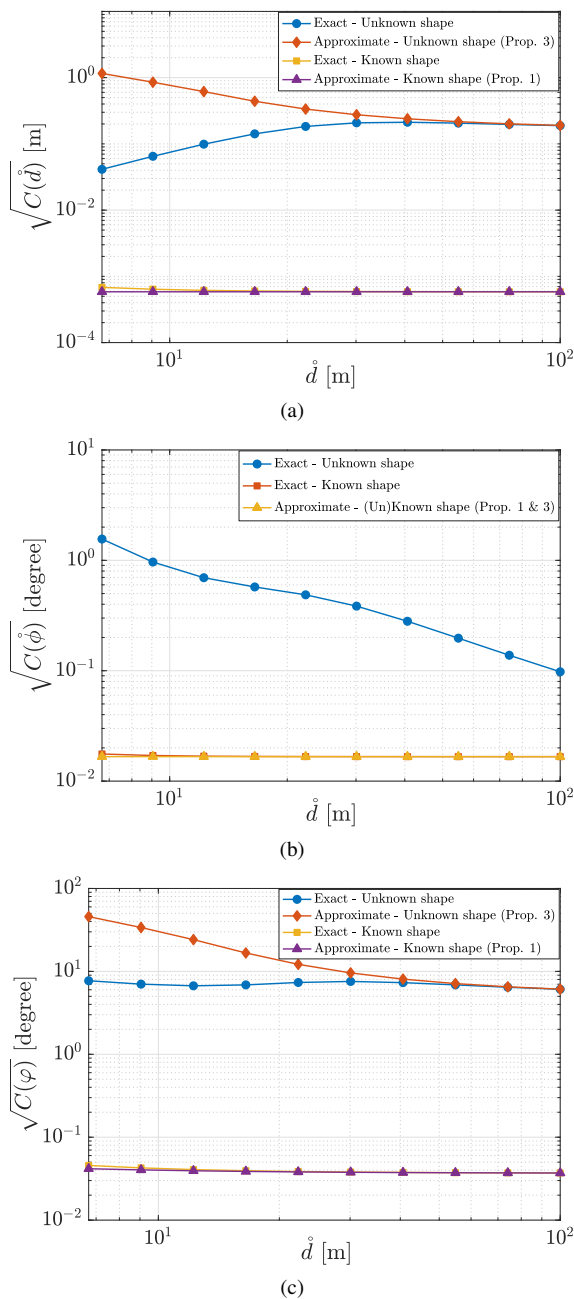 Exact - Unknown shape
Approximate - Unknown shape (Prop. 3)
Exact - Known shape
Approximate - Known shape (Prop. 1)
10^0
10^-2
10^-4
√C(d̊) [m]
10^1
10^2
d̊ [m]
(a)
Exact - Unknown shape
Exact - Known shape
Approximate - (Un)Known shape (Prop. 1 & 3)
10^1
10^0
10^-1
10^-2
√C(ϕ̊) [degree]
10^1
10^2
d̊ [m]
(b)
Exact - Unknown shape
Approximate - Unknown shape (Prop. 3)
Exact - Known shape
Approximate - Known shape (Prop. 1)
10^2
10^1
10^0
10^-1
10^-2
√C(φ) [degree]
10^1
10^2
d̊ [m]
(c)